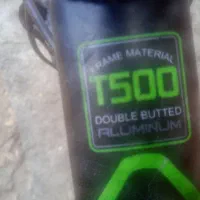 FRAME MATERIAL
T500
DOUBLE BUTTED
ALUMINUM